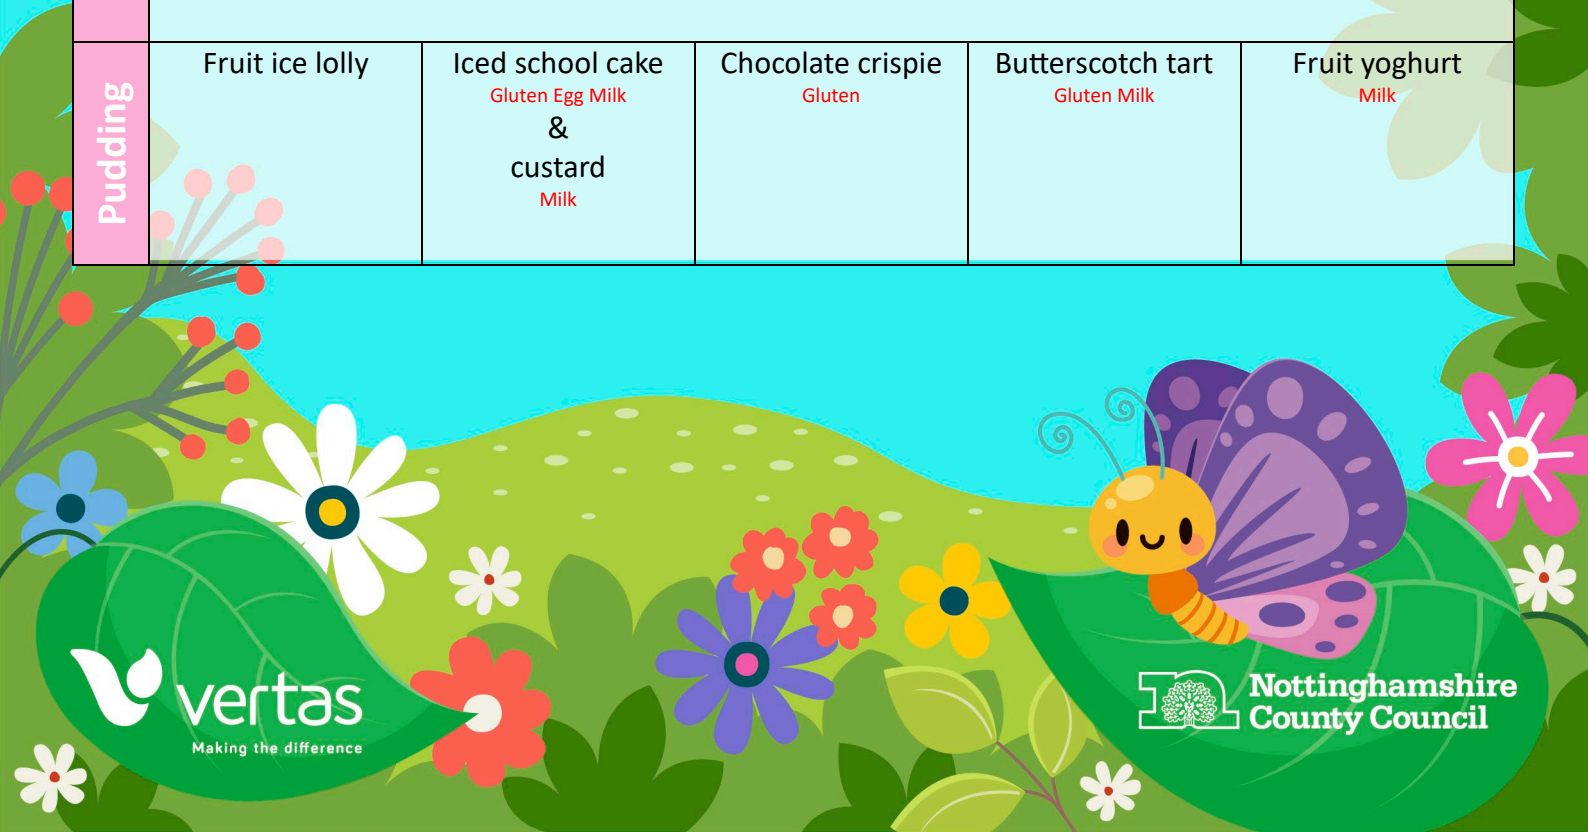 Pudding
Fruit ice lolly
Iced school cake
Gluten Egg Milk
&
custard
Milk
Chocolate crispie
Gluten
Butterscotch tart
Gluten Milk
Fruit yoghurt
Milk
vertas
Making the difference
Nottinghamshire
County Council